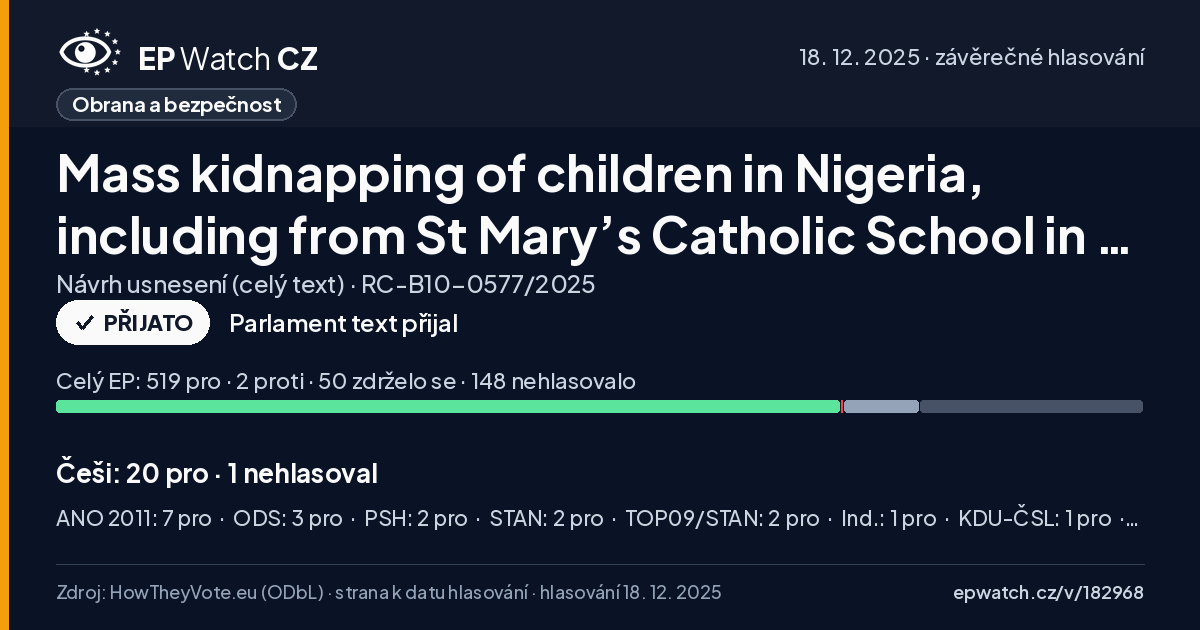 EP Watch CZ
18. 12. 2025 · závěrečné hlasování
Obrana a bezpečnost
Mass kidnapping of children in Nigeria,
including from St Mary’s Catholic School in …
Návrh usnesení (celý text) · RC-B10-0577/2025
✓ PŘIJATO Parlament text přijal
Celý EP: 519 pro · 2 proti · 50 zdrželo se · 148 nehlasovalo
Češi: 20 pro · 1 nehlasoval
ANO 2011: 7 pro · ODS: 3 pro · PSH: 2 pro · STAN: 2 pro · TOP09/STAN: 2 pro · Ind.: 1 pro · KDU-ČSL: 1 pro ·…
Zdroj: HowTheyVote.eu (ODbL) · strana k datu hlasování · hlasování 18. 12. 2025
epwatch.cz/v/182968